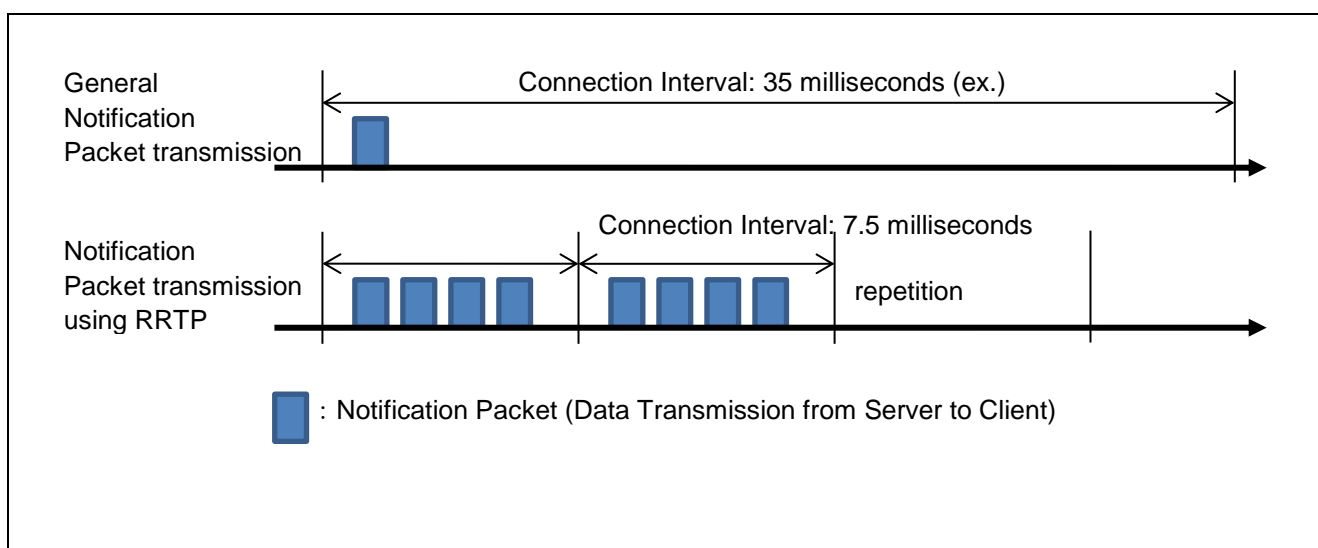 General
Notification
Packet transmission
Connection Interval: 35 milliseconds (ex.)
Notification
Packet transmission
using RRTP
Connection Interval: 7.5 milliseconds
repetition
: Notification Packet (Data Transmission from Server to Client)